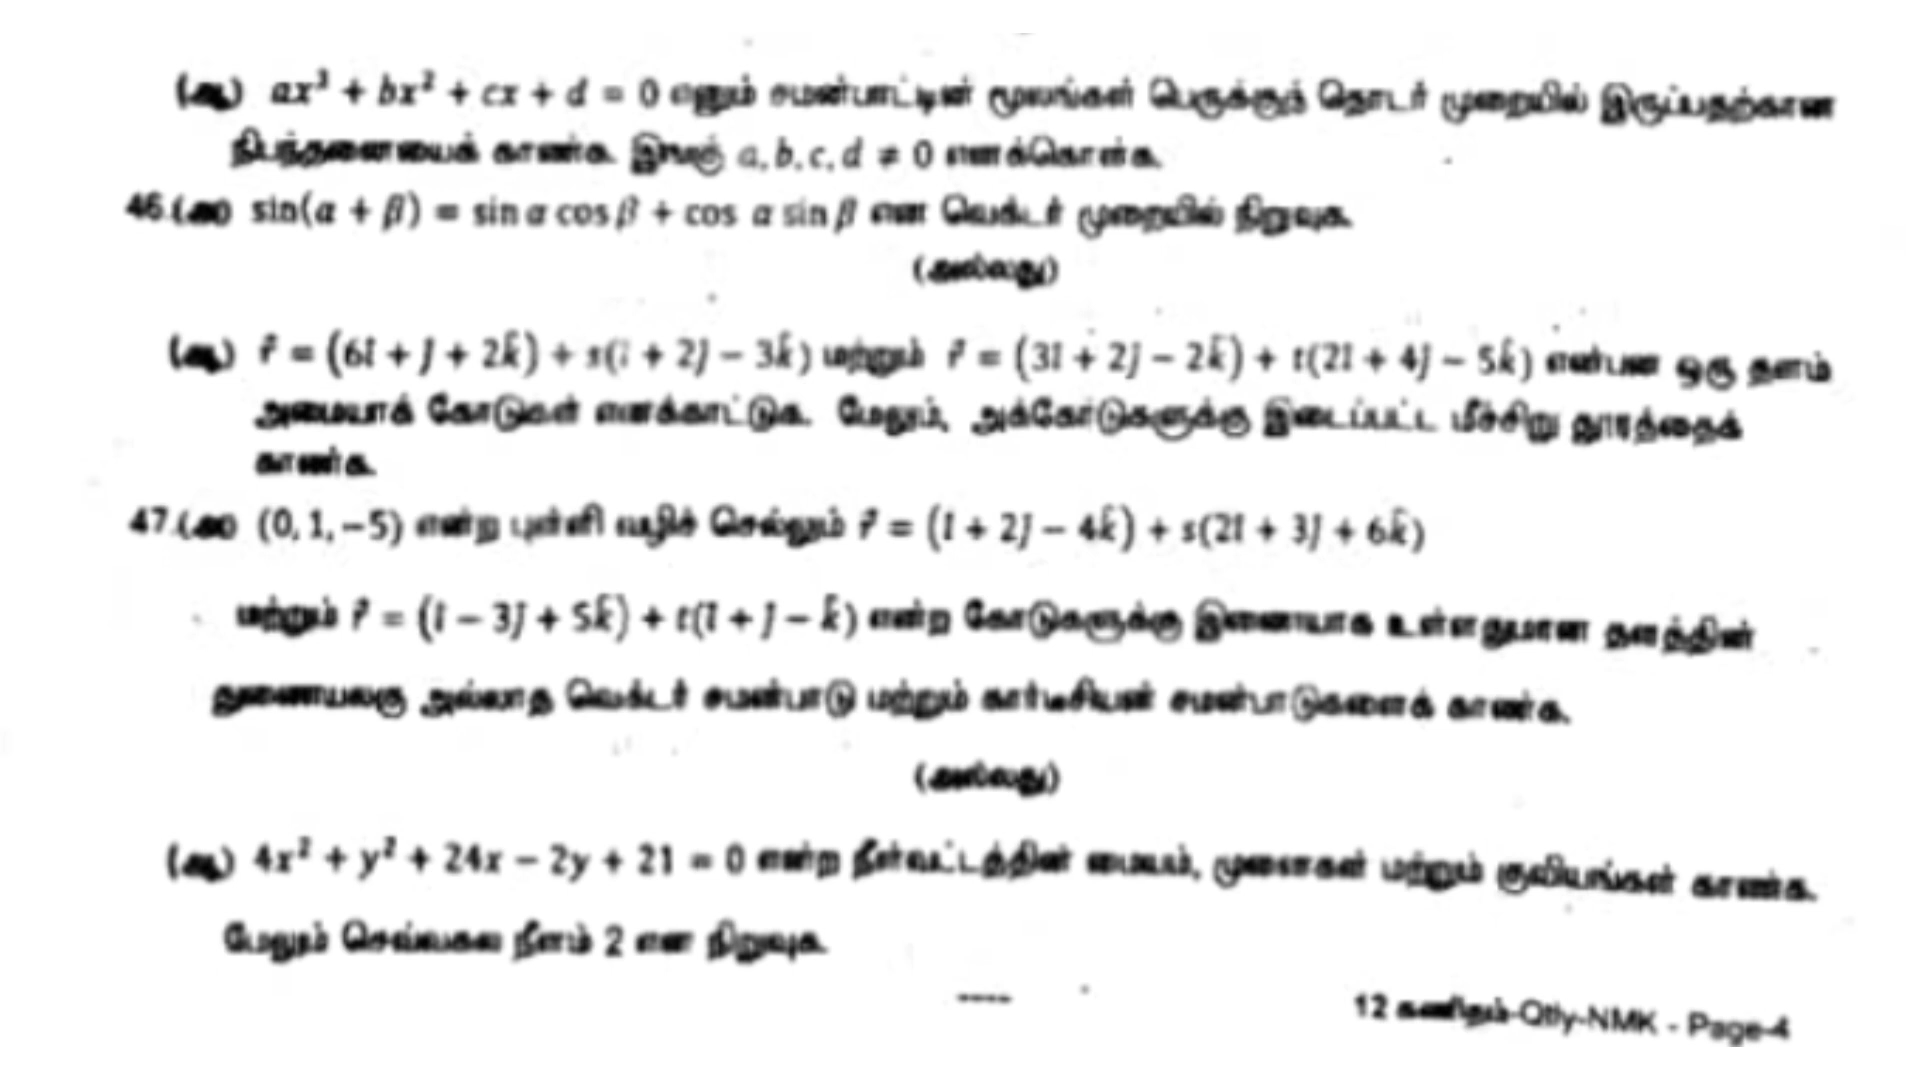 (ஆ) ax³ + bx² + cx + d = 0 எனும் சமன்பாட்டின் மூலங்கள் பெருக்குத் தொடர் முறையில் இருப்பதற்கான
நிபந்தனையைக் காண்க. இங்கு a, b, c, d ≠ 0 எனக்கொள்க.
46.(அ) sin(α + β) = sin α cos β + cos α sin β என வெக்டர் முறையில் நிறுவுக.
(அல்லது)
(ஆ) r⃗ = (6î + ĵ + 2k̂) + s(î + 2ĵ − 3k̂) மற்றும் r⃗ = (3î + 2ĵ − 2k̂) + t(2î + 4ĵ − 5k̂) என்பன ஒரு தளம்
அமையாக் கோடுகள் எனக்காட்டுக. மேலும், அக்கோடுகளுக்கு இடைப்பட்ட மீச்சிறு தூரத்தைக்
காண்க.
47.(அ) (0, 1, −5) என்ற புள்ளி வழிச் செல்லும் r⃗ = (î + 2ĵ − 4k̂) + s(2î + 3ĵ + 6k̂)
மற்றும் r⃗ = (î − 3ĵ + 5k̂) + t(î + ĵ − k̂) என்ற கோடுகளுக்கு இணையாக உள்ளதுமான தளத்தின்
துணையலகு அல்லாத வெக்டர் சமன்பாடு மற்றும் கார்டீசியன் சமன்பாடுகளைக் காண்க.
(அல்லது)
(ஆ) 4x² + y² + 24x − 2y + 21 = 0 என்ற நீள்வட்டத்தின் மையம், முனைகள் மற்றும் குவியங்கள் காண்க.
மேலும் செவ்வகல நீளம் 2 என நிறுவுக.
----
12 கணிதம்-Qtly-NMK - Page-4